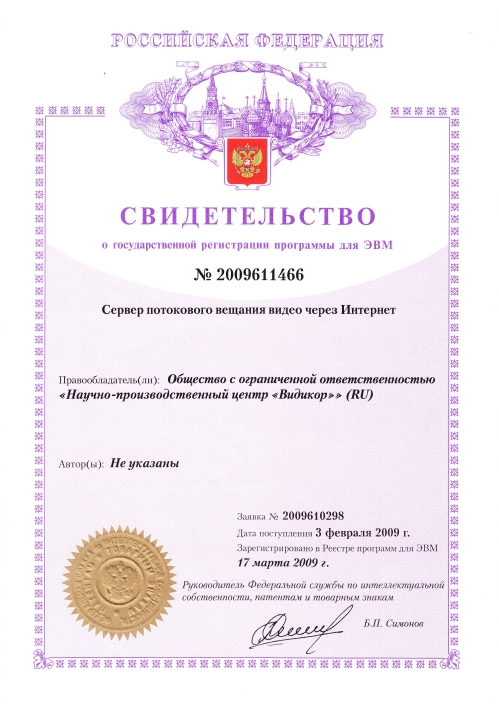 РОССИЙСКАЯ ФЕДЕРАЦИЯ
СВИДЕТЕЛЬСТВО
о государственной регистрации программы для ЭВМ
№ 2009611466
Сервер потокового вещания видео через Интернет
Правообладатель(ли): Общество с ограниченной ответственностью
«Научно-производственный центр «Видикор»» (RU)
Автор(ы): Не указаны
Заявка № 2009610298
Дата поступления 3 февраля 2009 г.
Зарегистрировано в Реестре программ для ЭВМ
17 марта 2009 г.
Руководитель Федеральной службы по интеллектуальной
собственности, патентам и товарным знакам
Б.П. Симонов